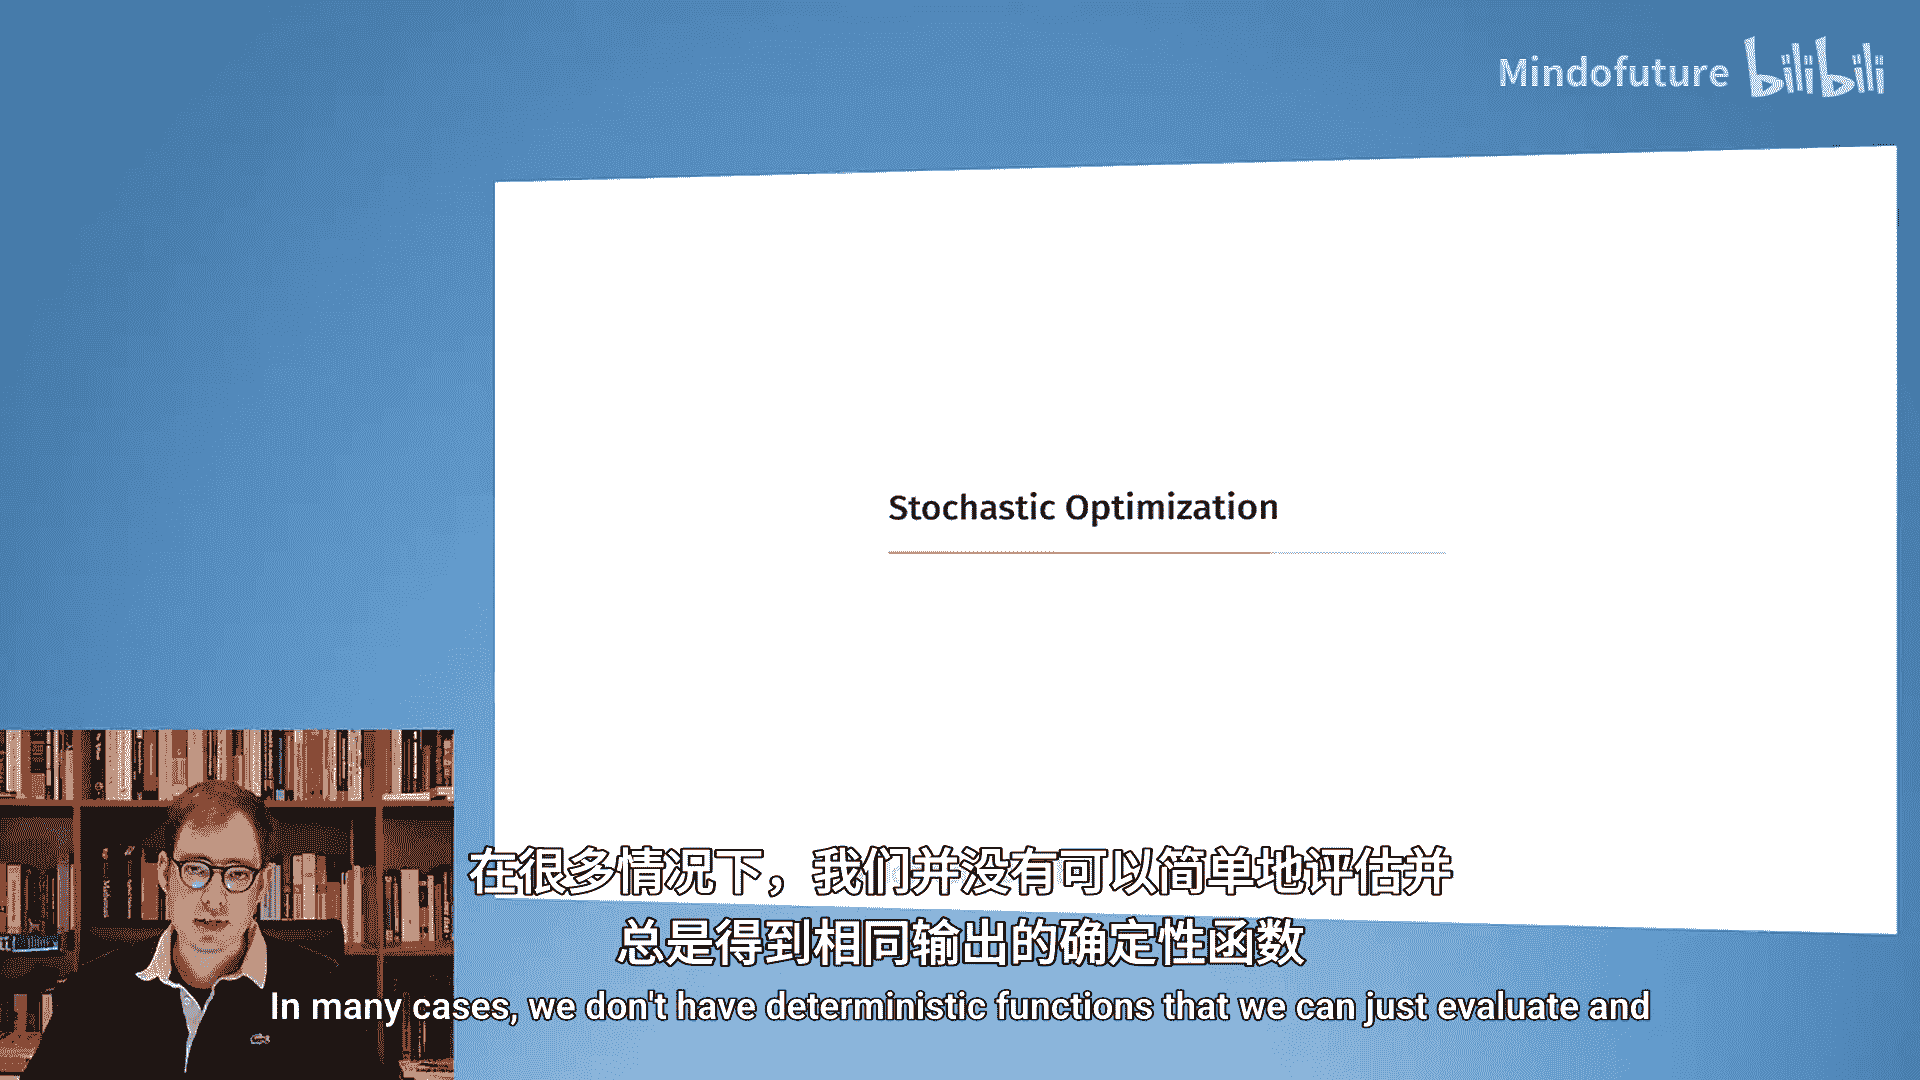 Mindofuture bilibili
Stochastic Optimization
在很多情况下，我们并没有可以简单地评估并
总是得到相同输出的确定性函数
In many cases, we don't have deterministic functions that we can just evaluate and